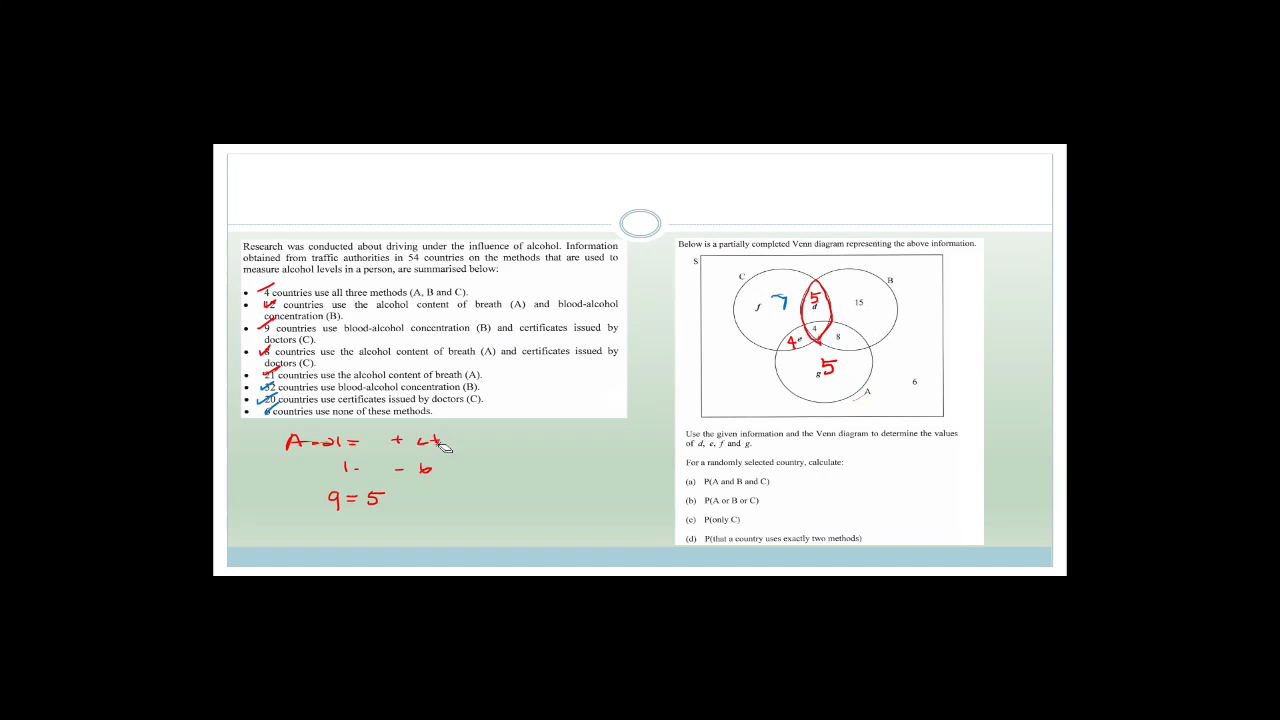 Research was conducted about driving under the influence of alcohol. Information
obtained from traffic authorities in 54 countries on the methods that are used to
measure alcohol levels in a person, are summarised below:
• 4 countries use all three methods (A, B and C).
• 12 countries use the alcohol content of breath (A) and blood-alcohol
concentration (B).
• 9 countries use blood-alcohol concentration (B) and certificates issued by
doctors (C).
• 8 countries use the alcohol content of breath (A) and certificates issued by
doctors (C).
• 21 countries use the alcohol content of breath (A).
• 32 countries use blood-alcohol concentration (B).
• 20 countries use certificates issued by doctors (C).
• 6 countries use none of these methods.
+
- b
9 = 5
Below is a partially completed Venn diagram representing the above information.
S
C
B
f 7
5
d
15
4
4 e
8
g 5
A
6
Use the given information and the Venn diagram to determine the values
of d, e, f and g.
For a randomly selected country, calculate:
(a) P(A and B and C)
(b) P(A or B or C)
(c) P(only C)
(d) P(that a country uses exactly two methods)